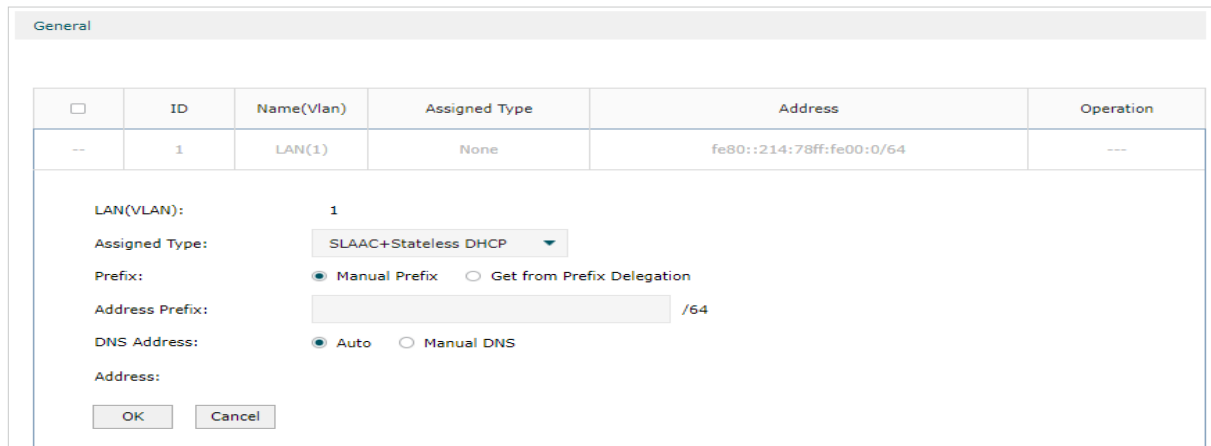 General
ID Name(Vlan) Assigned Type Address Operation
-- 1 LAN(1) None fe80::214:78ff:fe00:0/64 ---
LAN(VLAN): 1
Assigned Type: SLAAC+Stateless DHCP
Prefix: Manual Prefix Get from Prefix Delegation
Address Prefix: /64
DNS Address: Auto Manual DNS
Address:
OK Cancel